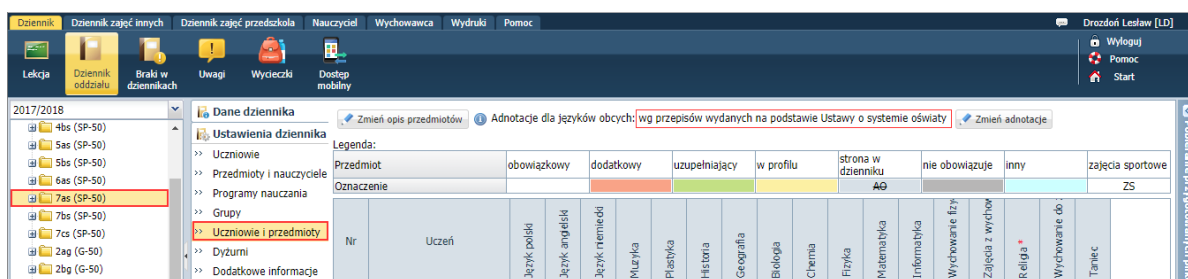 Dziennik Dziennik zajęć innych Dziennik zajęć przedszkola Nauczyciel Wychowawca Wydruki Pomoc Drozdoń Lesław [LD]
Lekcja Dziennik oddziału Braki w dziennikach Uwagi Wycieczki Dostęp mobilny
Wyloguj
Pomoc
Start
2017/2018
4bs (SP-50)
5as (SP-50)
5bs (SP-50)
6as (SP-50)
7as (SP-50)
7bs (SP-50)
7cs (SP-50)
2ag (G-50)
2bg (G-50)
Dane dziennika
Ustawienia dziennika
Uczniowie
Przedmioty i nauczyciele
Programy nauczania
Grupy
Uczniowie i przedmioty
Dyżurni
Dodatkowe informacje
Zmień opis przedmiotów Adnotacje dla języków obcych: wg przepisów wydanych na podstawie Ustawy o systemie oświaty Zmień adnotacje
Legenda:
Przedmiot obowiązkowy dodatkowy uzupełniający w profilu strona w dzienniku nie obowiązuje inny zajęcia sportowe
Oznaczenie AO ZS
Nr Uczeń Język polski Język angielski Język niemiecki Muzyka Plastyka Historia Geografia Biologia Chemia Fizyka Matematyka Informatyka Wychowanie fizy Zajęcia z wychow Religia * Wychowanie do Taniec